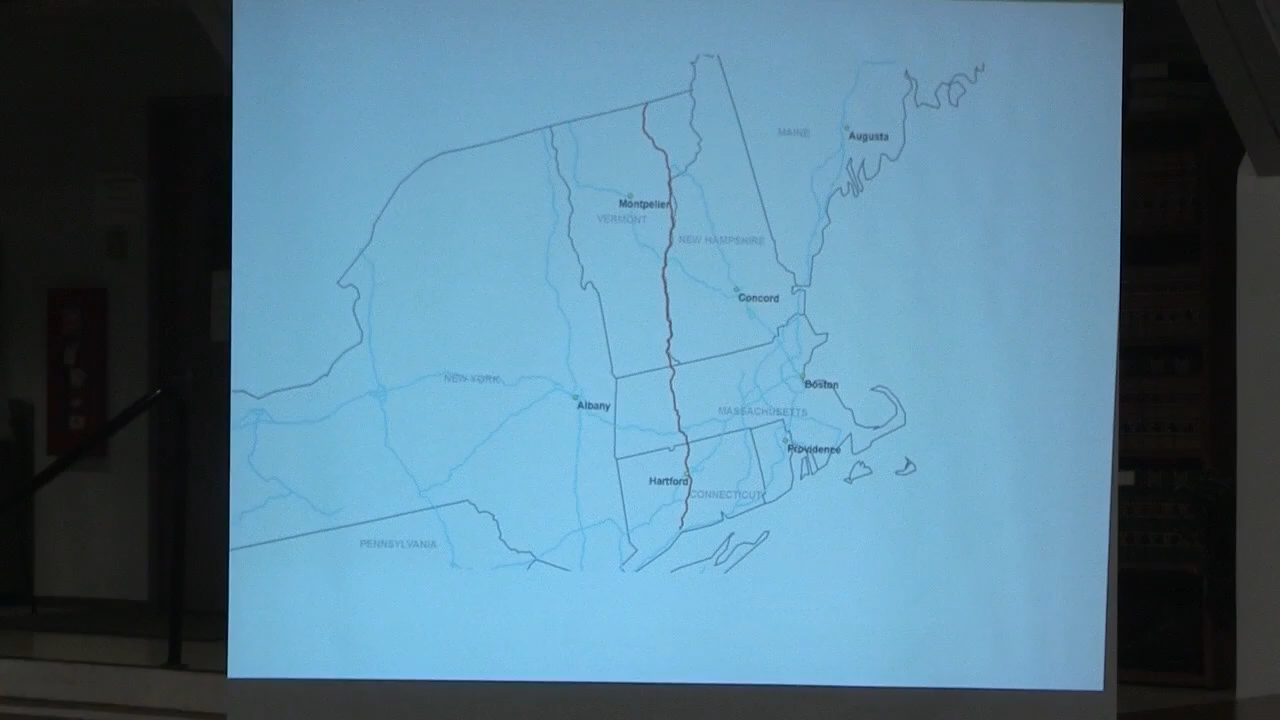 MAINE
Augusta
Montpelier
VERMONT
NEW HAMPSHIRE
Concord
NEW YORK
Albany
Boston
MASSACHUSETTS
Providence
Hartford
CONNECTICUT
PENNSYLVANIA